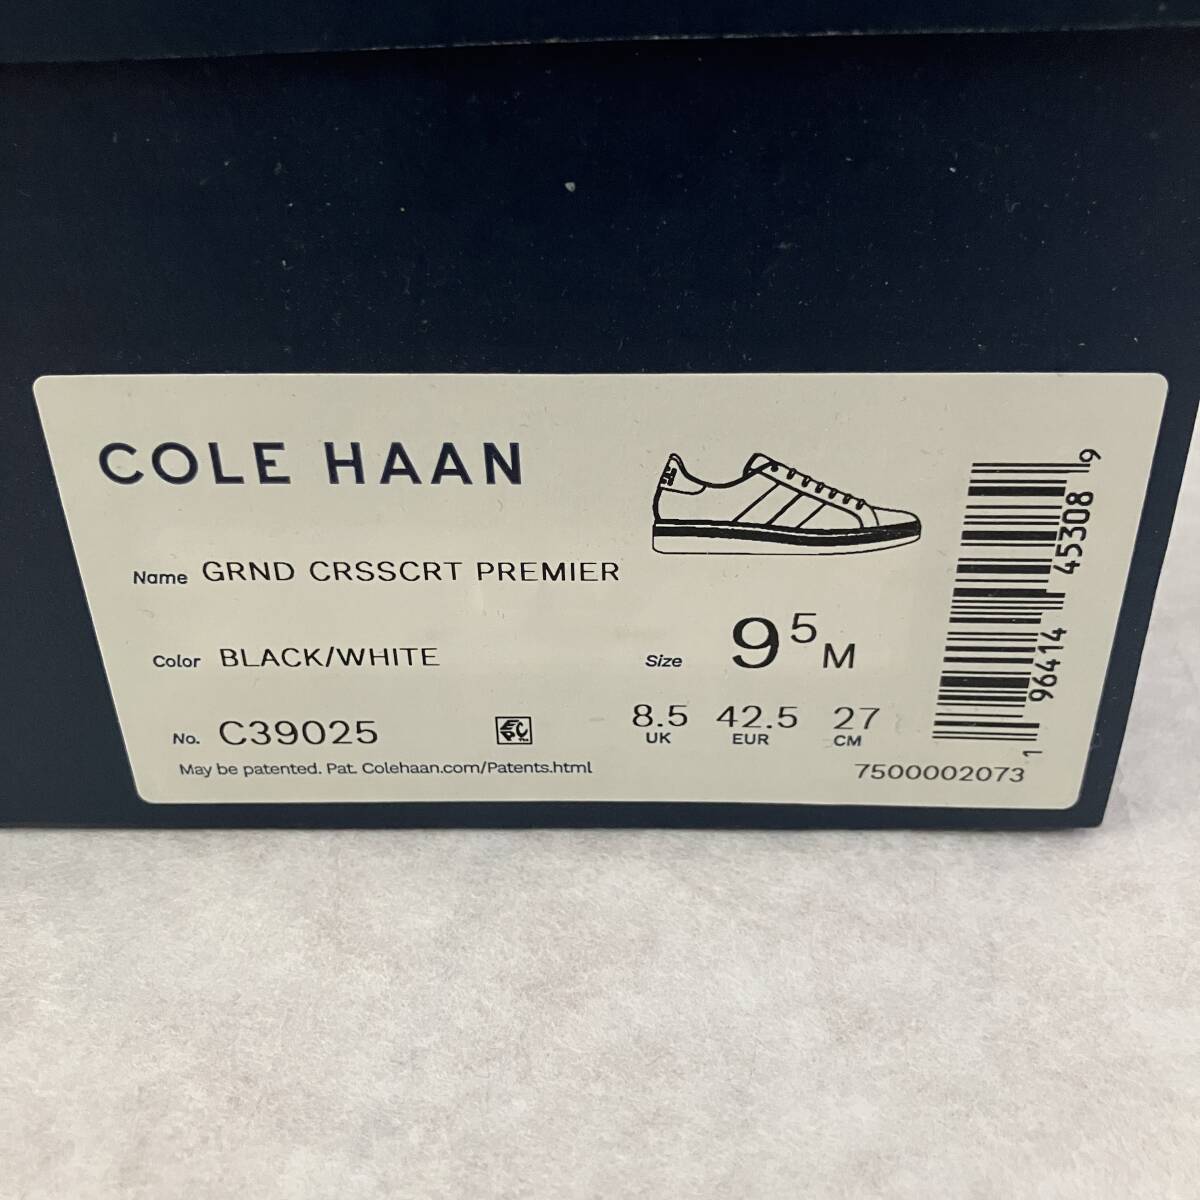 COLE HAAN
Name GRND CRSSCRT PREMIER
Color BLACK/WHITE
Size 9 5 M
No. C39025
8.5 42.5 27
UK EUR CM
May be patented. Pat. Colehaan.com/Patents.html
7500002073
1 96414 45308 9